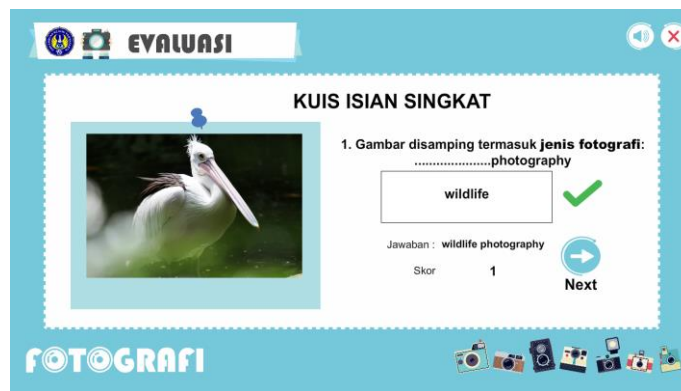 EVALUASI
KUIS ISIAN SINGKAT
1. Gambar disamping termasuk jenis fotografi:
.....................photography
wildlife
Jawaban : wildlife photography
Skor 1
Next
FOTOGRAFI